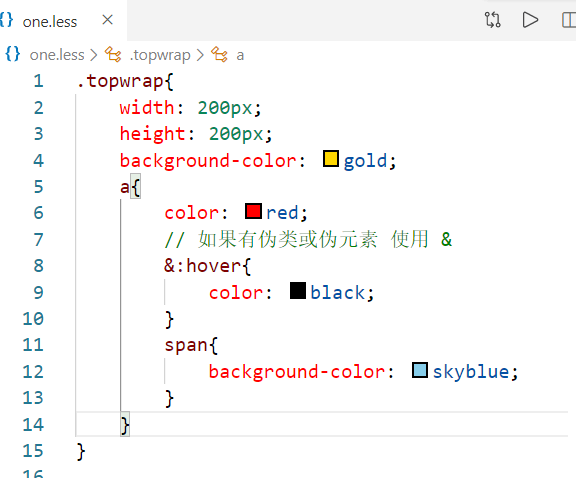 one.less
one.less > .topwrap > a
1 .topwrap{
2 width: 200px;
3 height: 200px;
4 background-color: gold;
5 a{
6 color: red;
7 // 如果有伪类或伪元素 使用 &
8 &:hover{
9 color: black;
10 }
11 span{
12 background-color: skyblue;
13 }
14 }
15 }
16